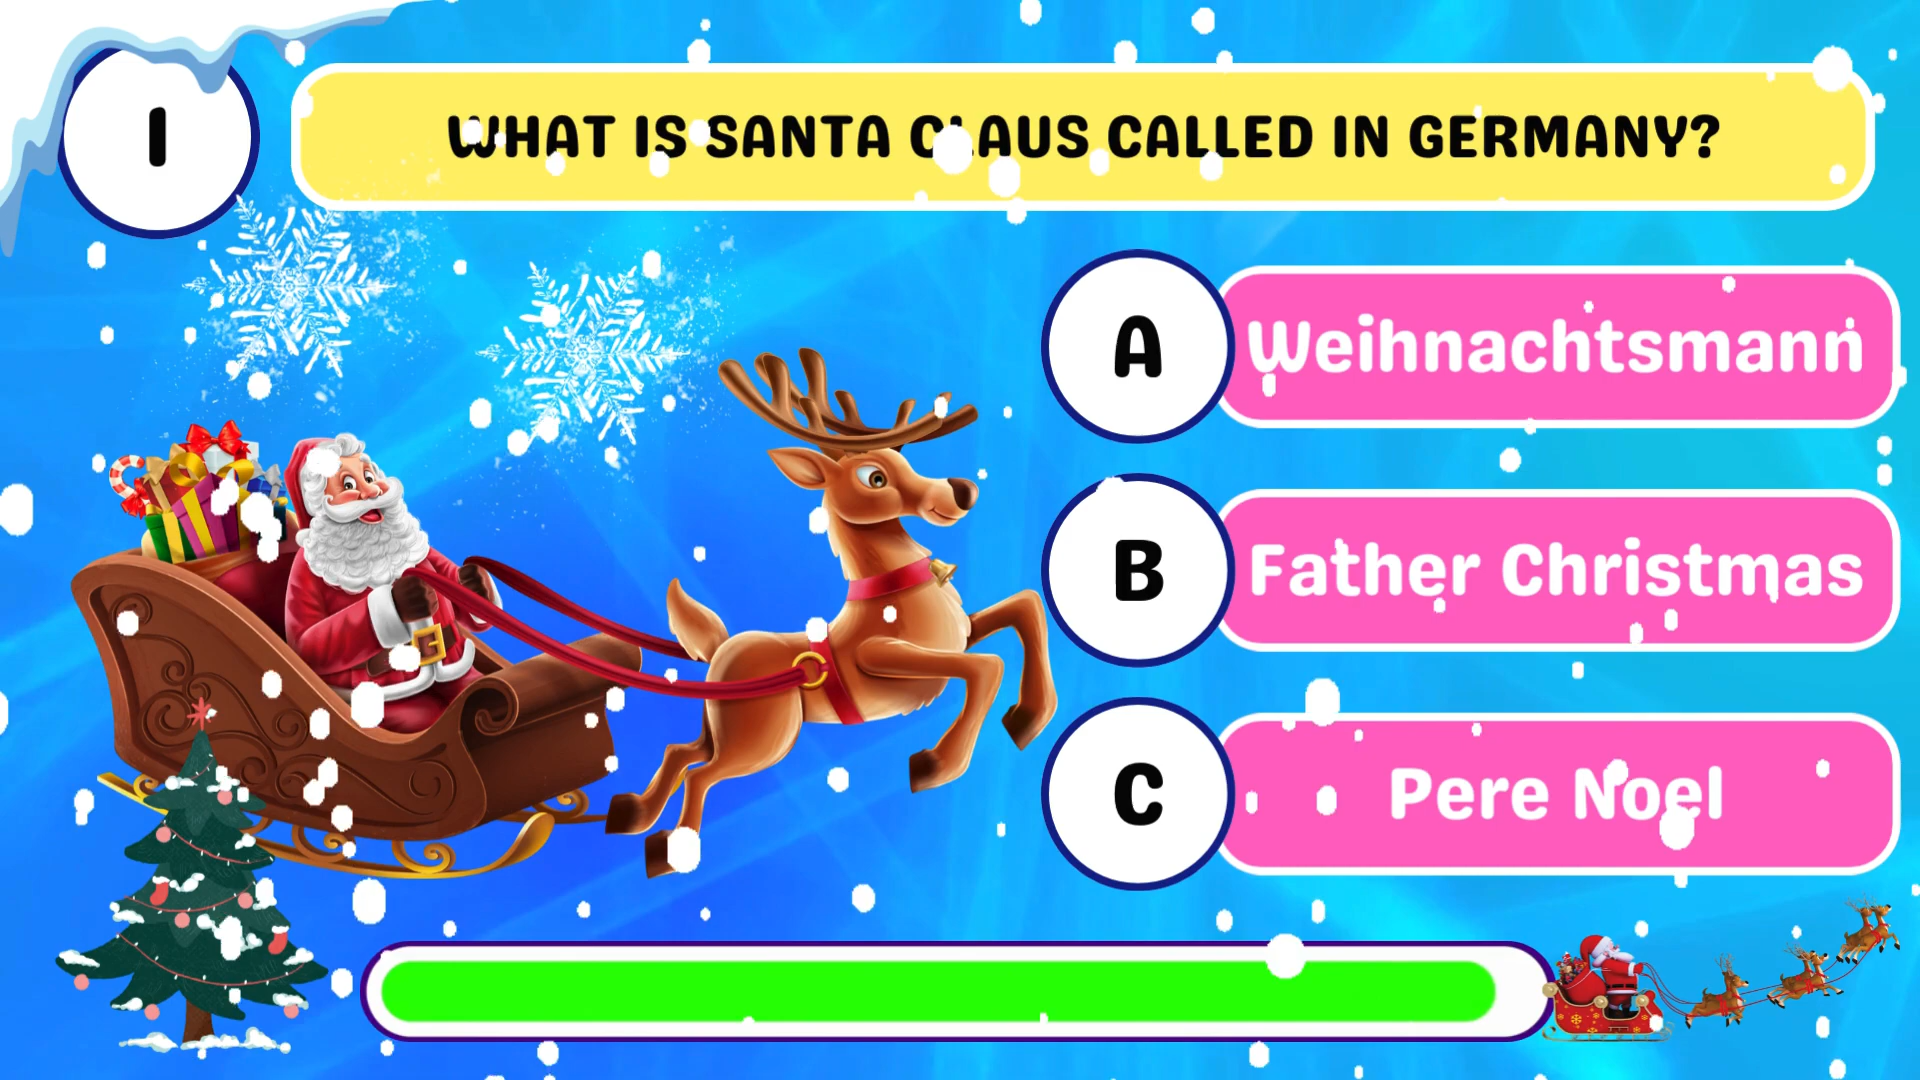 1
WHAT IS SANTA CLAUS CALLED IN GERMANY?
A
Weihnachtsmann
B
Father Christmas
C
Pere Noel